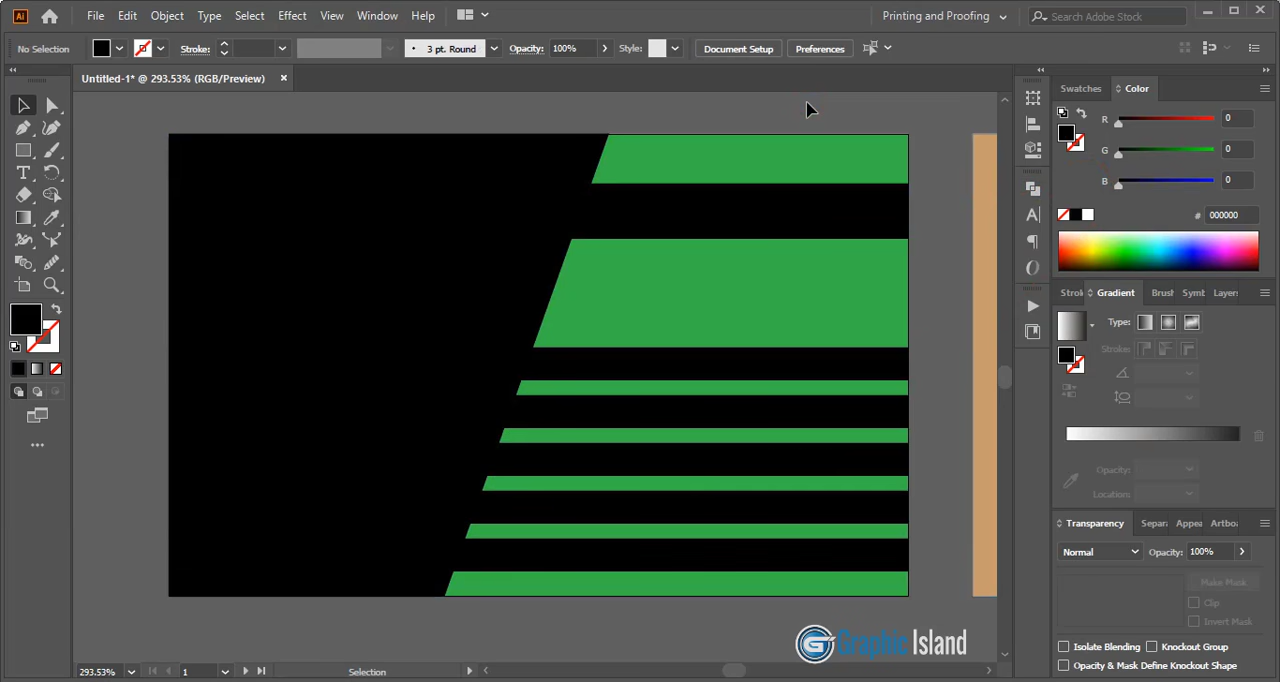 Ai File Edit Object Type Select Effect View Window Help Printing and Proofing Search Adobe Stock
No Selection Stroke: 3 pt. Round Opacity: 100% Style: Document Setup Preferences
Untitled-1* @ 293.53% (RGB/Preview)
Swatches Color
R 0
G 0
B 0
# 000000
Strok Gradient Brush Symb Layers
Type:
Stroke:
Opacity:
Location:
Transparency Separ Appea Artboa
Normal Opacity: 100%
Make Mask
Clip
Invert Mask
Isolate Blending Knockout Group
Opacity & Mask Define Knockout Shape
Graphic Island
293.53% 1 Selection